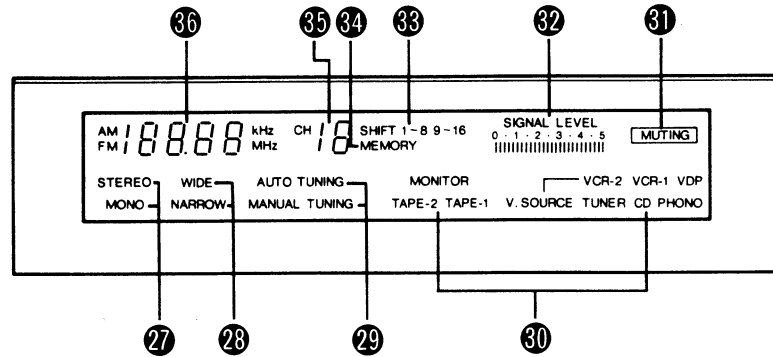 36 35 34 33 32 31
AM 188.88 kHz CH 18 SHIFT 1~8 9~16 SIGNAL LEVEL
FM MHz MEMORY 0 · 1 · 2 · 3 · 4 · 5 MUTING
STEREO WIDE AUTO TUNING MONITOR VCR-2 VCR-1 VDP
MONO NARROW MANUAL TUNING TAPE-2 TAPE-1 V. SOURCE TUNER CD PHONO
27 28 29 30